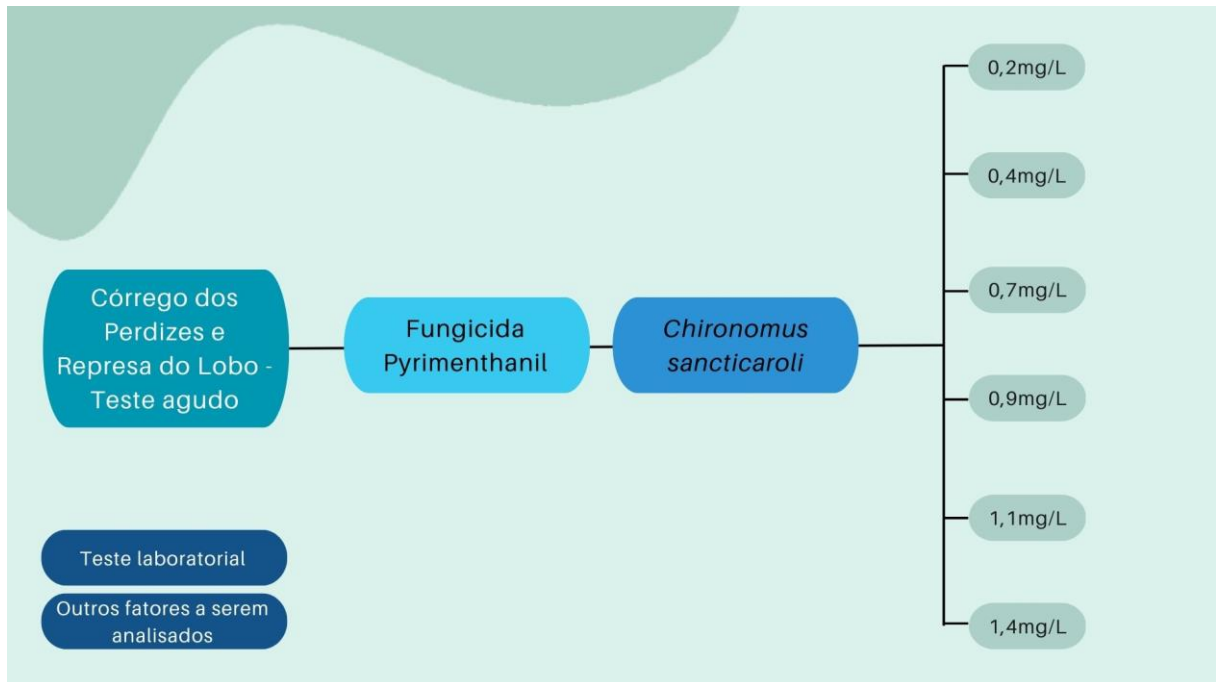 Córrego dos
Perdizes e
Represa do Lobo -
Teste agudo
Fungicida
Pyrimenthanil
Chironomus
sancticaroli
0,2mg/L
0,4mg/L
0,7mg/L
0,9mg/L
1,1mg/L
1,4mg/L
Teste laboratorial
Outros fatores a serem
analisados